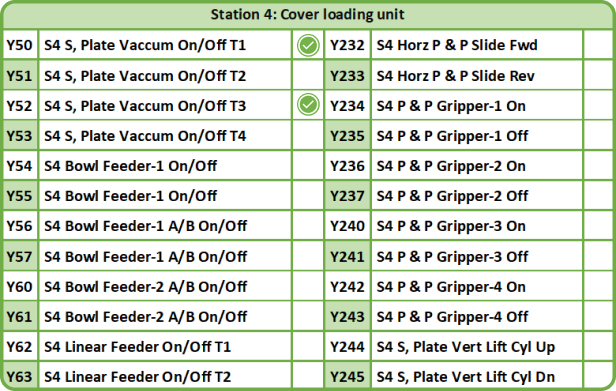 Station 4: Cover loading unit
Y50 S4 S, Plate Vaccum On/Off T1 Y232 S4 Horz P & P Slide Fwd
Y51 S4 S, Plate Vaccum On/Off T2 Y233 S4 Horz P & P Slide Rev
Y52 S4 S, Plate Vaccum On/Off T3 Y234 S4 P & P Gripper-1 On
Y53 S4 S, Plate Vaccum On/Off T4 Y235 S4 P & P Gripper-1 Off
Y54 S4 Bowl Feeder-1 On/Off Y236 S4 P & P Gripper-2 On
Y55 S4 Bowl Feeder-1 On/Off Y237 S4 P & P Gripper-2 Off
Y56 S4 Bowl Feeder-1 A/B On/Off Y240 S4 P & P Gripper-3 On
Y57 S4 Bowl Feeder-1 A/B On/Off Y241 S4 P & P Gripper-3 Off
Y60 S4 Bowl Feeder-2 A/B On/Off Y242 S4 P & P Gripper-4 On
Y61 S4 Bowl Feeder-2 A/B On/Off Y243 S4 P & P Gripper-4 Off
Y62 S4 Linear Feeder On/Off T1 Y244 S4 S, Plate Vert Lift Cyl Up
Y63 S4 Linear Feeder On/Off T2 Y245 S4 S, Plate Vert Lift Cyl Dn